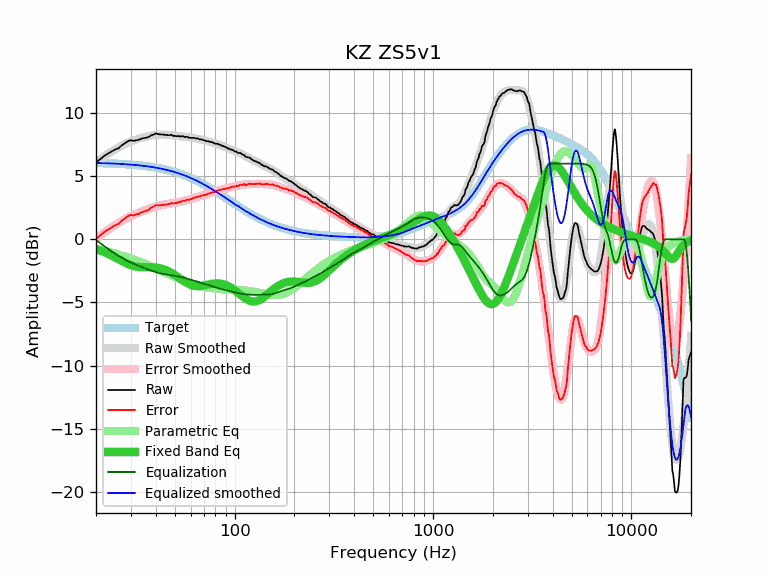 KZ ZS5v1
10
5
0
−5
−10
−15
−20
Amplitude (dBr)
Target
Raw Smoothed
Error Smoothed
Raw
Error
Parametric Eq
Fixed Band Eq
Equalization
Equalized smoothed
100
1000
10000
Frequency (Hz)